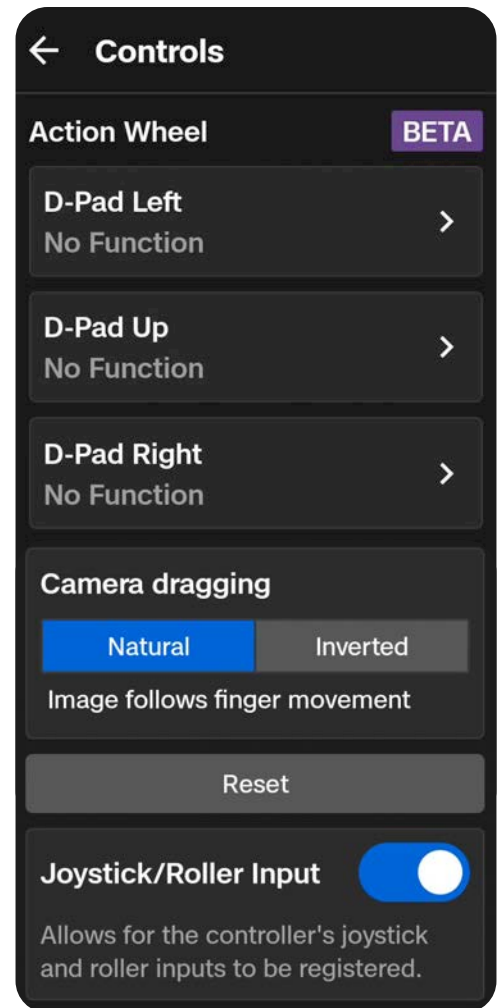 Controls
Action Wheel BETA
D-Pad Left
No Function
D-Pad Up
No Function
D-Pad Right
No Function
Camera dragging
Natural Inverted
Image follows finger movement
Reset
Joystick/Roller Input
Allows for the controller's joystick
and roller inputs to be registered.